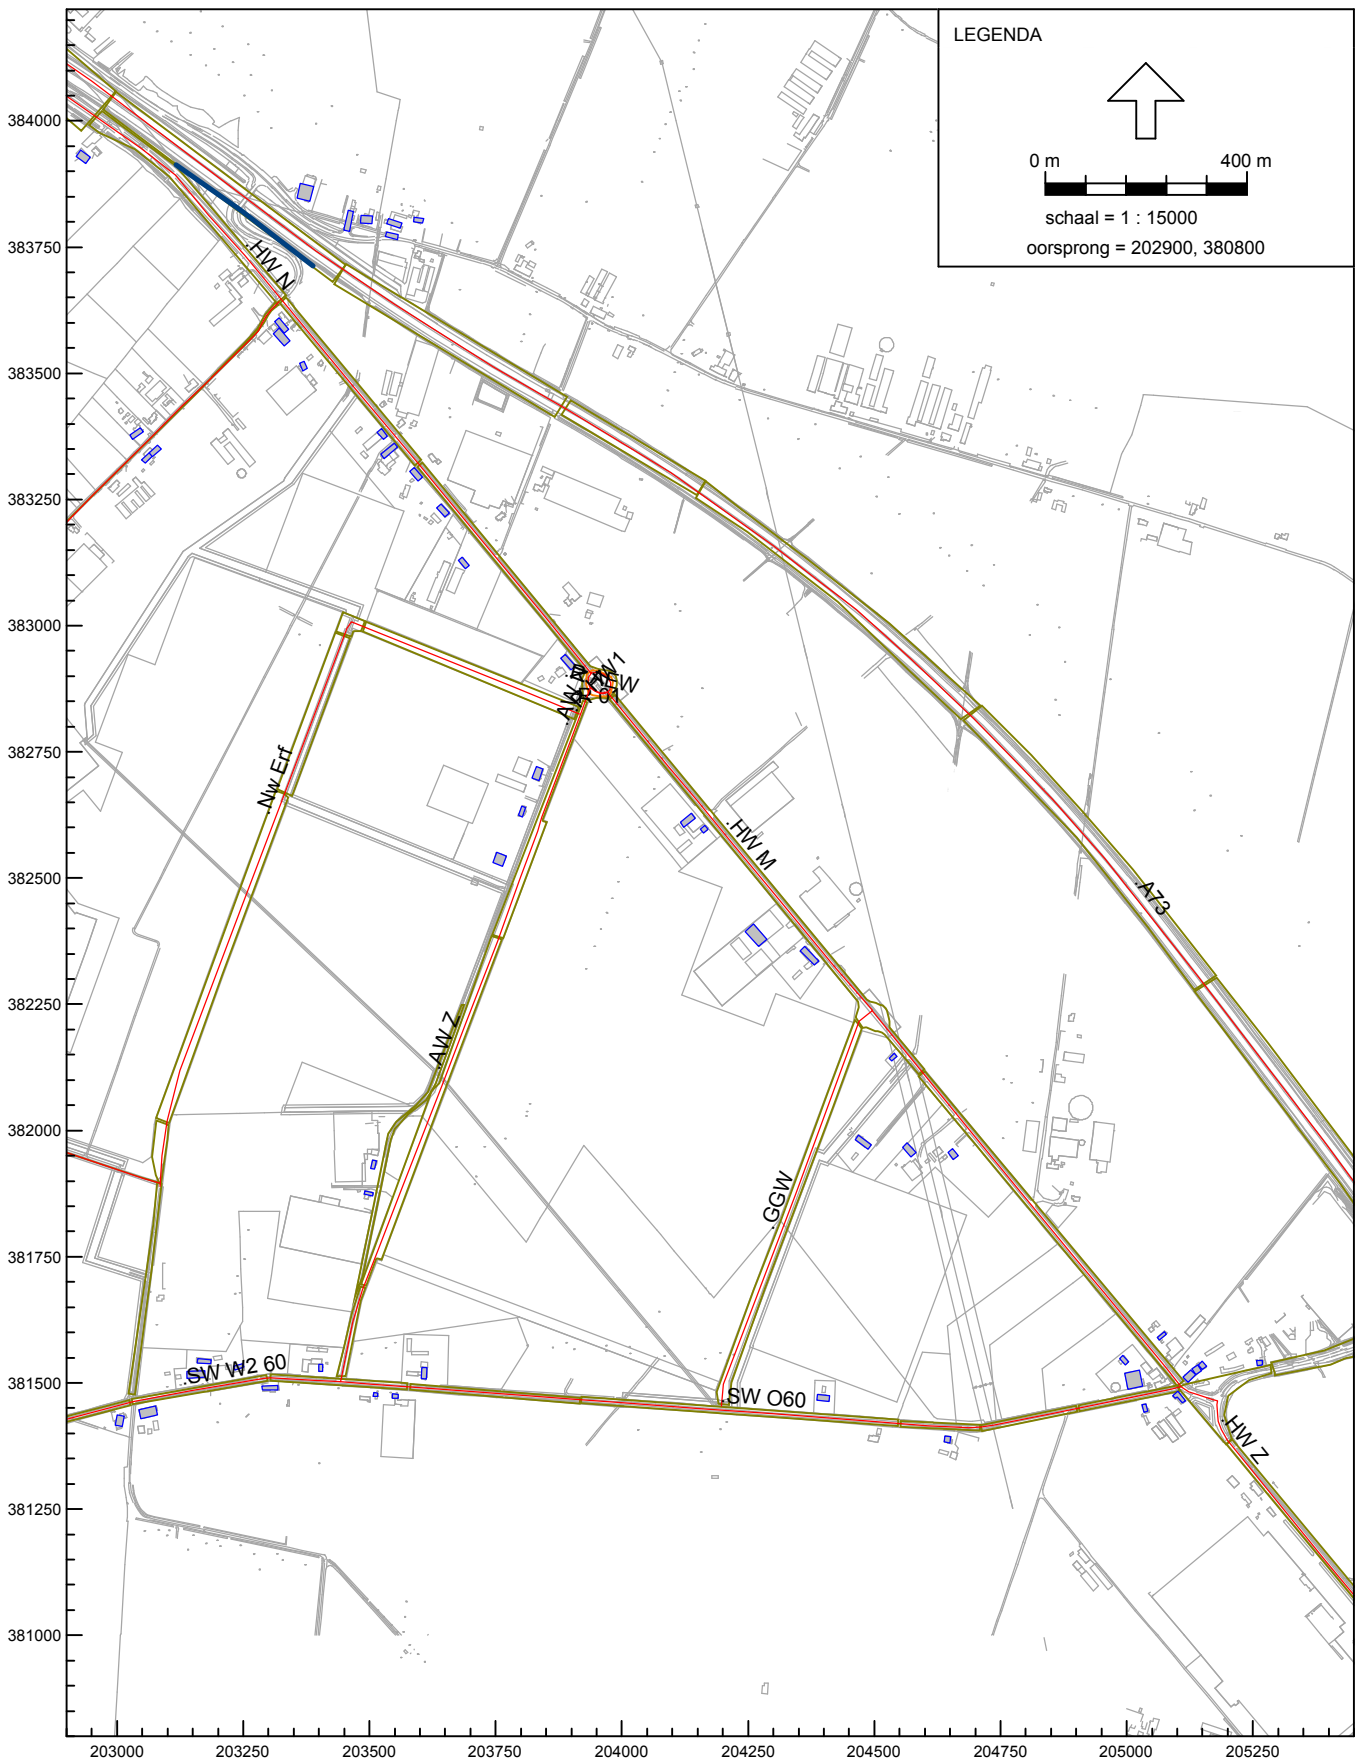 LEGENDA
0 m 400 m
schaal = 1 : 15000
oorsprong = 202900, 380800
384000
383750
383500
383250
383000
382750
382500
382250
382000
381750
381500
381250
381000
.HW N
.Nw Erf
.HW M
.A73
.AW Z
.GGW
.SW W2 60
.SW O60
.HW Z
203000 203250 203500 203750 204000 204250 204500 204750 205000 205250